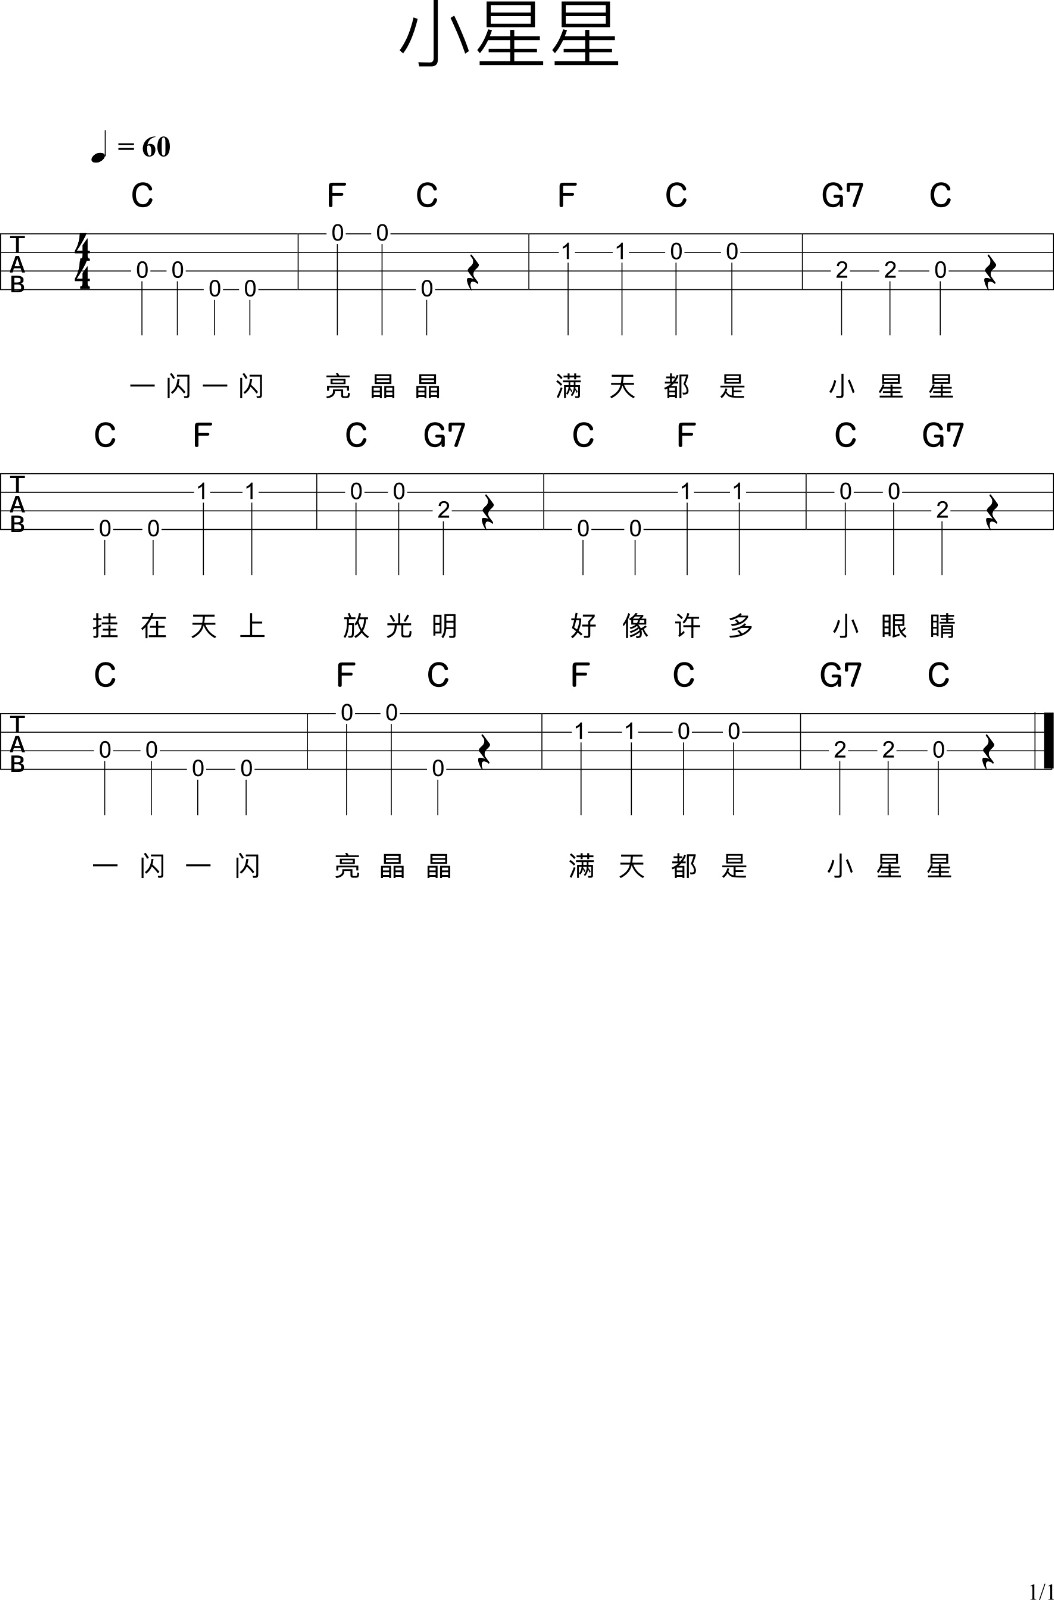 小星星
= 60
C F C F C G7 C
T
A
B
4
4
0 0 0 0 0 0 0 1 1 0 0 2 2 0
一 闪 一 闪 亮 晶 晶 满 天 都 是 小 星 星
C F C G7 C F C G7
T
A
B
0 0 1 1 0 0 2 0 0 1 1 0 0 2
挂 在 天 上 放 光 明 好 像 许 多 小 眼 睛
C F C F C G7 C
T
A
B
0 0 0 0 0 0 0 1 1 0 0 2 2 0
一 闪 一 闪 亮 晶 晶 满 天 都 是 小 星 星
1/1